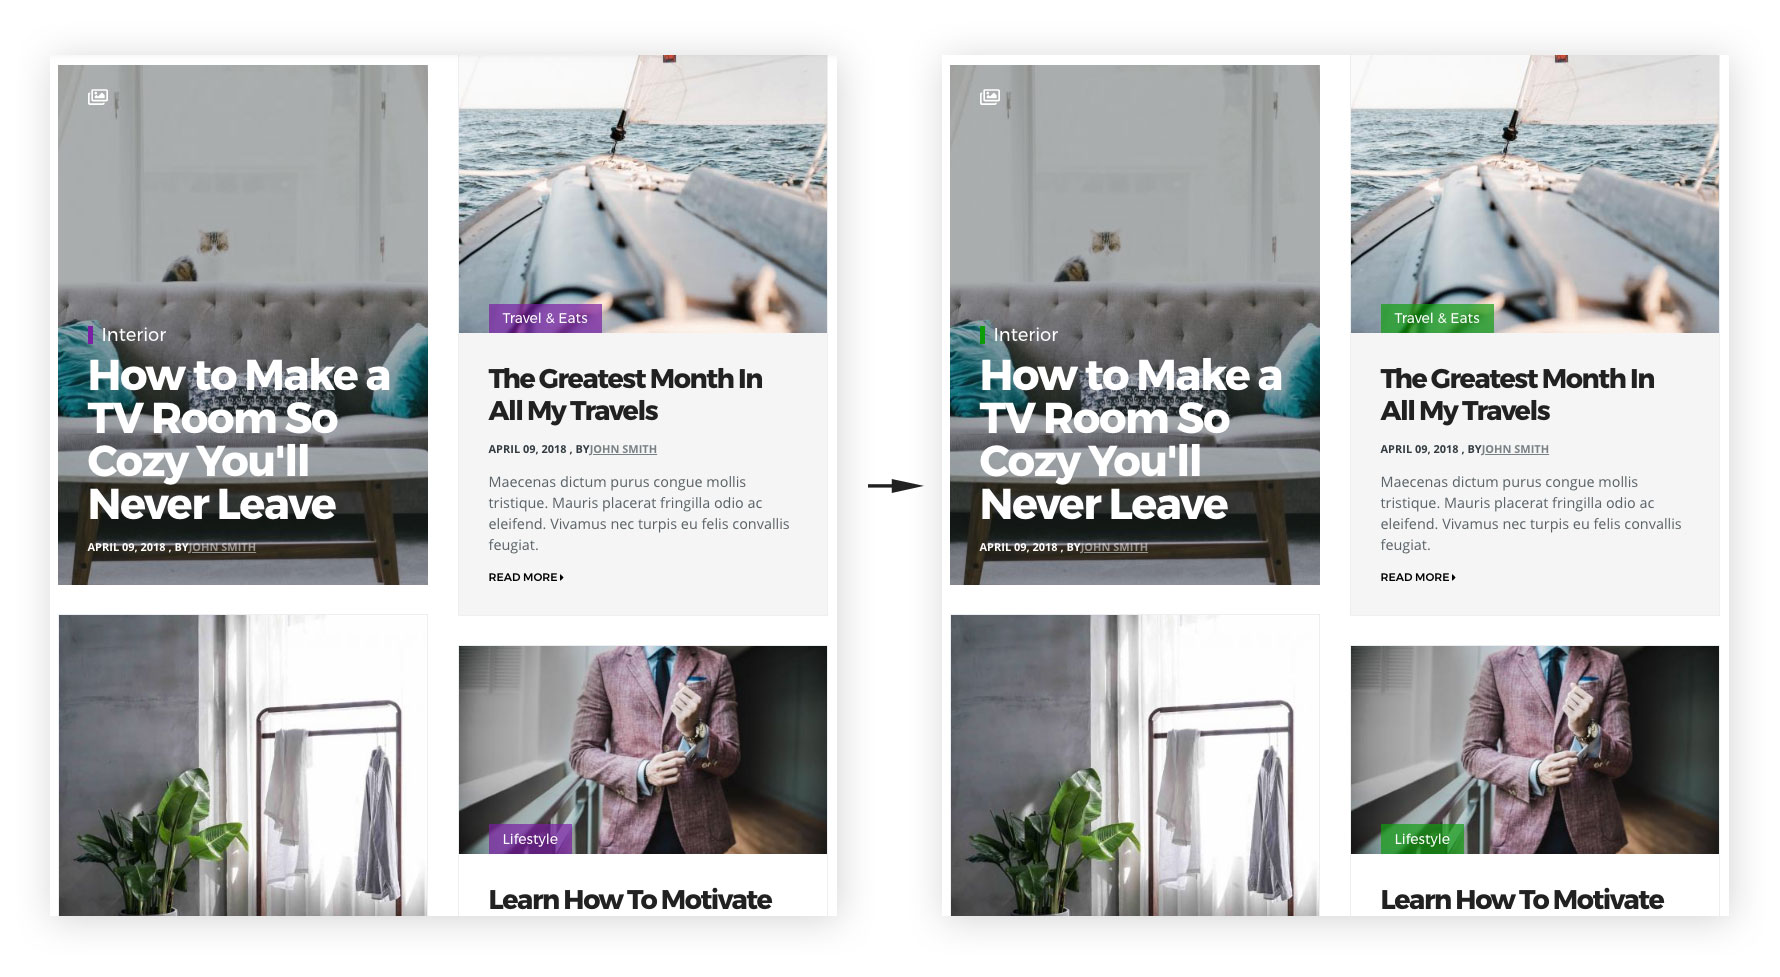 Interior
How to Make a
TV Room So
Cozy You'll
Never Leave
APRIL 09, 2018 , BYJOHN SMITH
Travel & Eats
The Greatest Month In
All My Travels
APRIL 09, 2018 , BYJOHN SMITH
Maecenas dictum purus congue mollis
tristique. Mauris placerat fringilla odio ac
eleifend. Vivamus nec turpis eu felis convallis
feugiat.
READ MORE
Lifestyle
Learn How To Motivate
Interior
How to Make a
TV Room So
Cozy You'll
Never Leave
APRIL 09, 2018 , BYJOHN SMITH
Travel & Eats
The Greatest Month In
All My Travels
APRIL 09, 2018 , BYJOHN SMITH
Maecenas dictum purus congue mollis
tristique. Mauris placerat fringilla odio ac
eleifend. Vivamus nec turpis eu felis convallis
feugiat.
READ MORE
Lifestyle
Learn How To Motivate